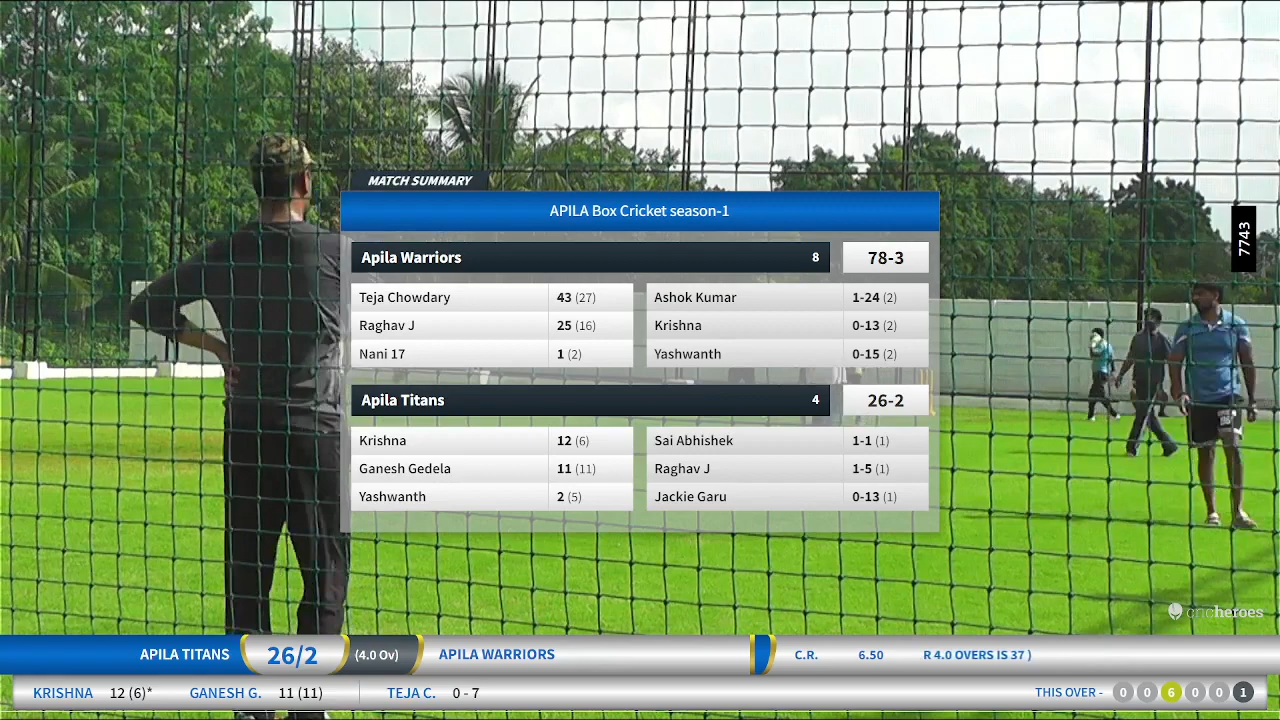 MATCH SUMMARY
APILA Box Cricket season-1
Apila Warriors 8 78-3
Teja Chowdary 43 (27) Ashok Kumar 1-24 (2)
Raghav J 25 (16) Krishna 0-13 (2)
Nani 17 1 (2) Yashwanth 0-15 (2)
Apila Titans 4 26-2
Krishna 12 (6) Sai Abhishek 1-1 (1)
Ganesh Gedela 11 (11) Raghav J 1-5 (1)
Yashwanth 2 (5) Jackie Garu 0-13 (1)
7743
cricheroes
APILA TITANS 26/2 (4.0 Ov) APILA WARRIORS C.R. 6.50 R 4.0 OVERS IS 37 )
KRISHNA 12 (6)* GANESH G. 11 (11) TEJA C. 0 - 7 THIS OVER - 0 0 6 0 0 1